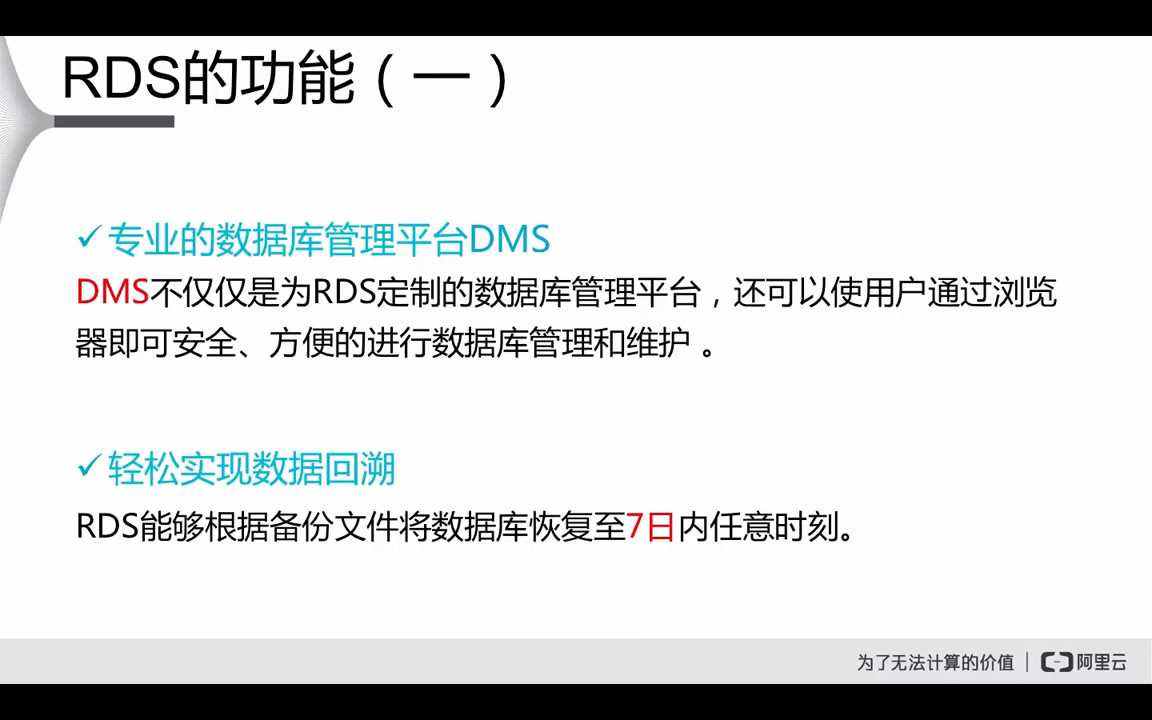 RDS的功能（一）
✓专业的数据库管理平台DMS
DMS不仅仅是为RDS定制的数据库管理平台，还可以使用户通过浏览
器即可安全、方便的进行数据库管理和维护 。
✓轻松实现数据回溯
RDS能够根据备份文件将数据库恢复至7日内任意时刻。
为了无法计算的价值 | 阿里云